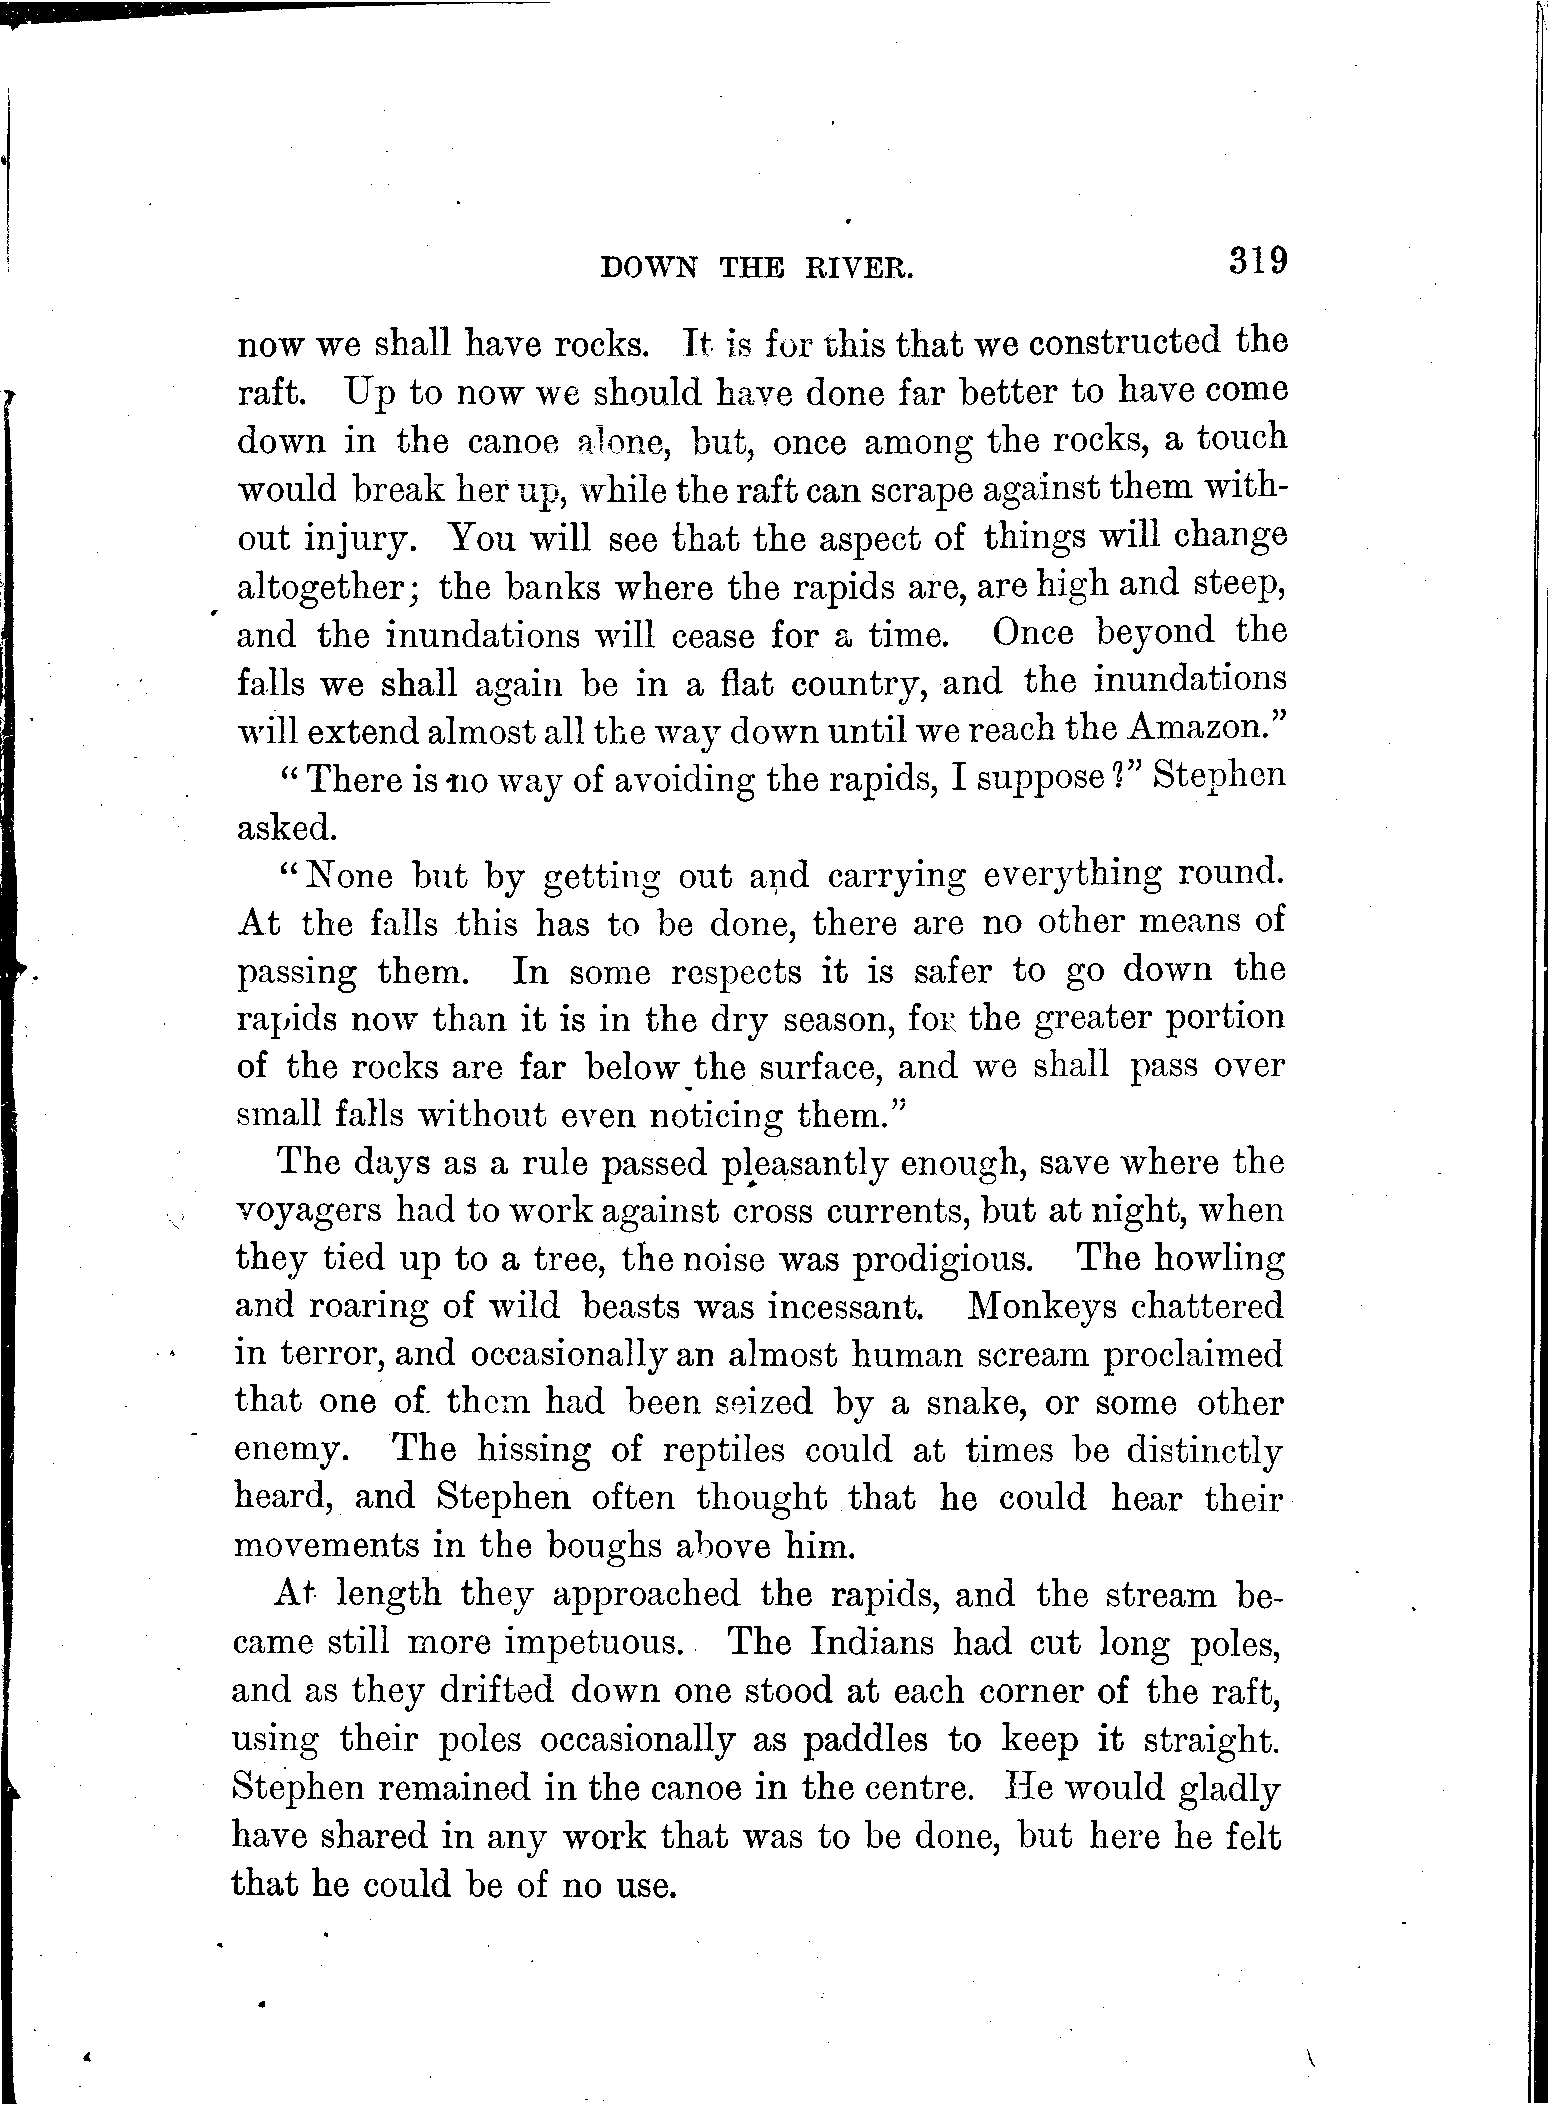 DOWN THE RIVER. 319
now we shall have rocks. It is for this that we constructed the
raft. Up to now we should have done far better to have come
down in the canoe alone, but, once among the rocks, a touch
would break her up, while the raft can scrape against them with-
out injury. You will see that the aspect of things will change
altogether; the banks where the rapids are, are high and steep,
and the inundations will cease for a time. Once beyond the
falls we shall again be in a flat country, and the inundations
will extend almost all the way down until we reach the Amazon.”
“There is no way of avoiding the rapids, I suppose?” Stephen
asked.
“None but by getting out and carrying everything round.
At the falls this has to be done, there are no other means of
passing them. In some respects it is safer to go down the
rapids now than it is in the dry season, for the greater portion
of the rocks are far below the surface, and we shall pass over
small falls without even noticing them.”
The days as a rule passed pleasantly enough, save where the
voyagers had to work against cross currents, but at night, when
they tied up to a tree, the noise was prodigious. The howling
and roaring of wild beasts was incessant. Monkeys chattered
in terror, and occasionally an almost human scream proclaimed
that one of them had been seized by a snake, or some other
enemy. The hissing of reptiles could at times be distinctly
heard, and Stephen often thought that he could hear their
movements in the boughs above him.
At length they approached the rapids, and the stream be-
came still more impetuous. The Indians had cut long poles,
and as they drifted down one stood at each corner of the raft,
using their poles occasionally as paddles to keep it straight.
Stephen remained in the canoe in the centre. He would gladly
have shared in any work that was to be done, but here he felt
that he could be of no use.